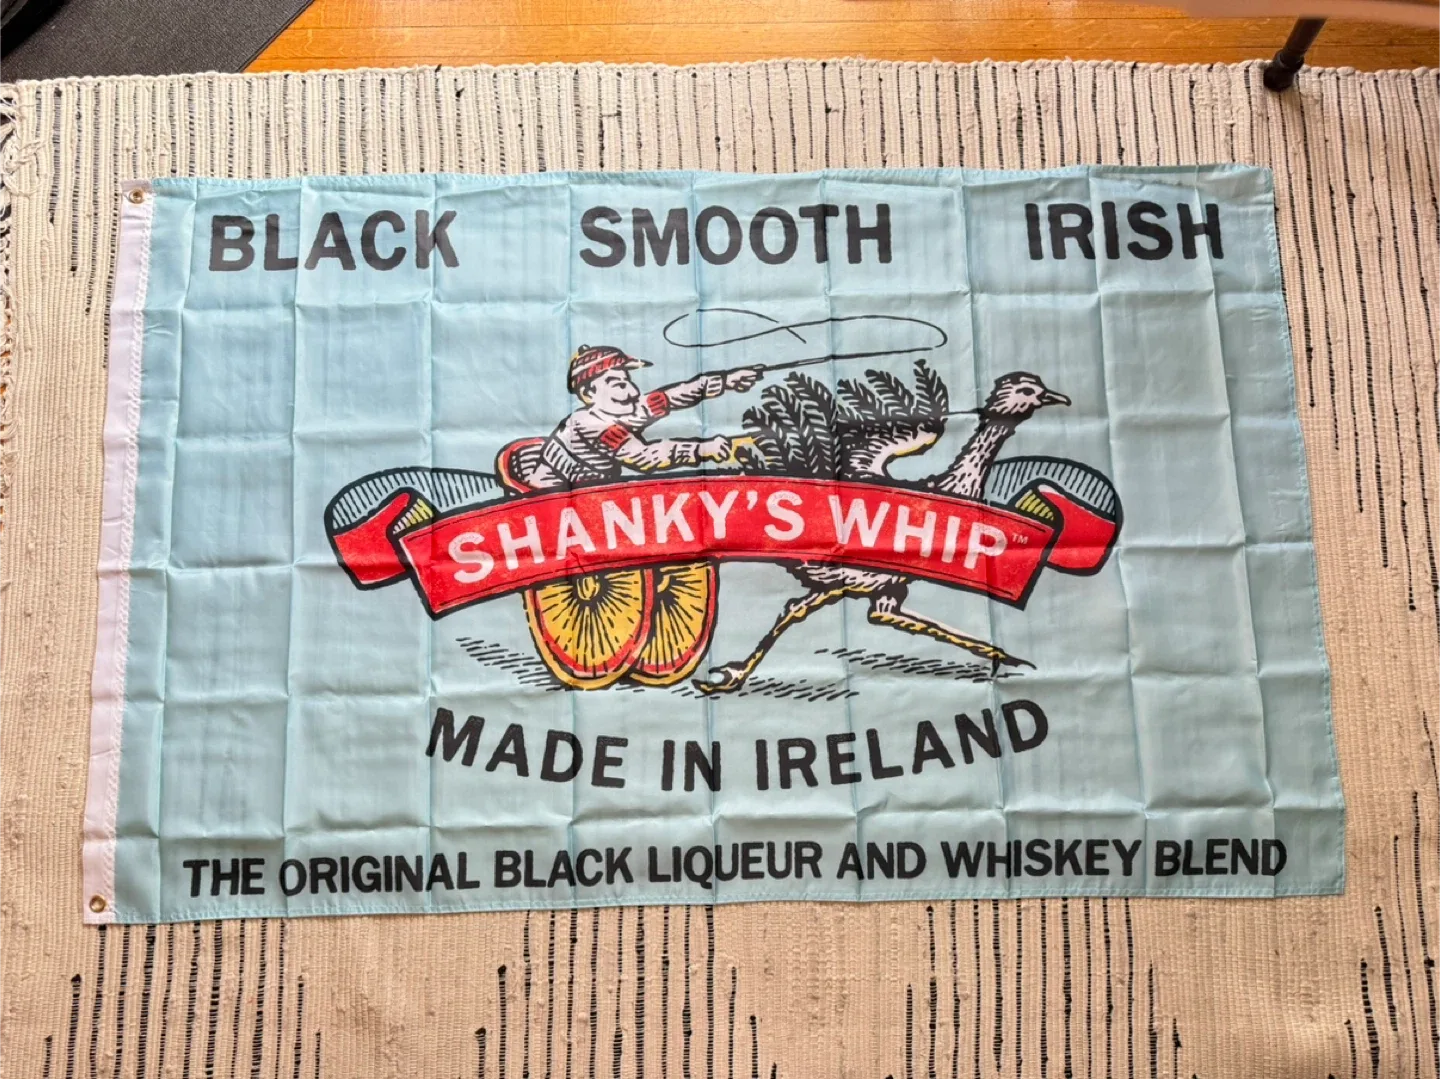 BLACK SMOOTH IRISH
SHANKY'S WHIP™
MADE IN IRELAND
THE ORIGINAL BLACK LIQUEUR AND WHISKEY BLEND